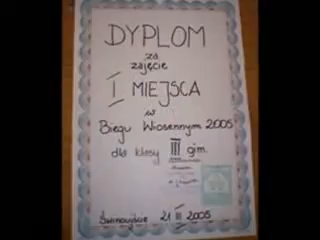 DYPLOM
za
zajęcie
I MIEJSCA
w
Biegu Wiosennym 2005
dla klasy III gim.
Świnoujście 21 III 2005